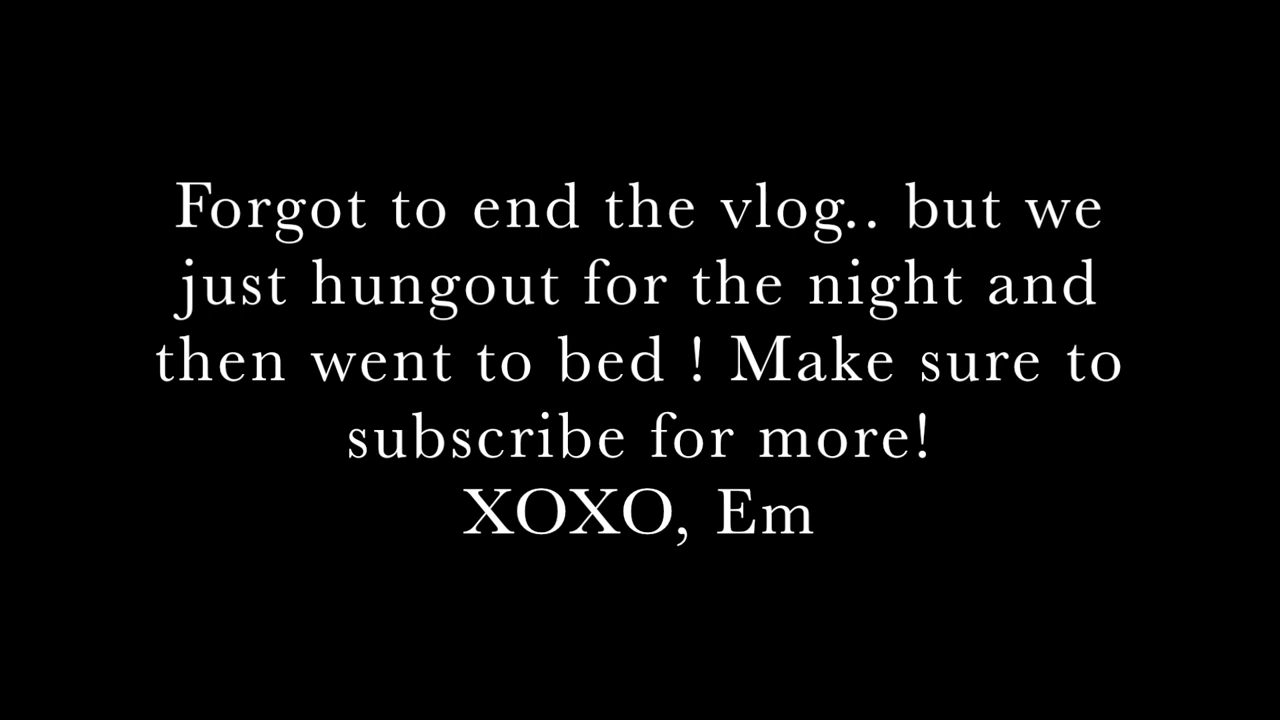 Forgot to end the vlog.. but we
just hungout for the night and
then went to bed ! Make sure to
subscribe for more!
XOXO, Em